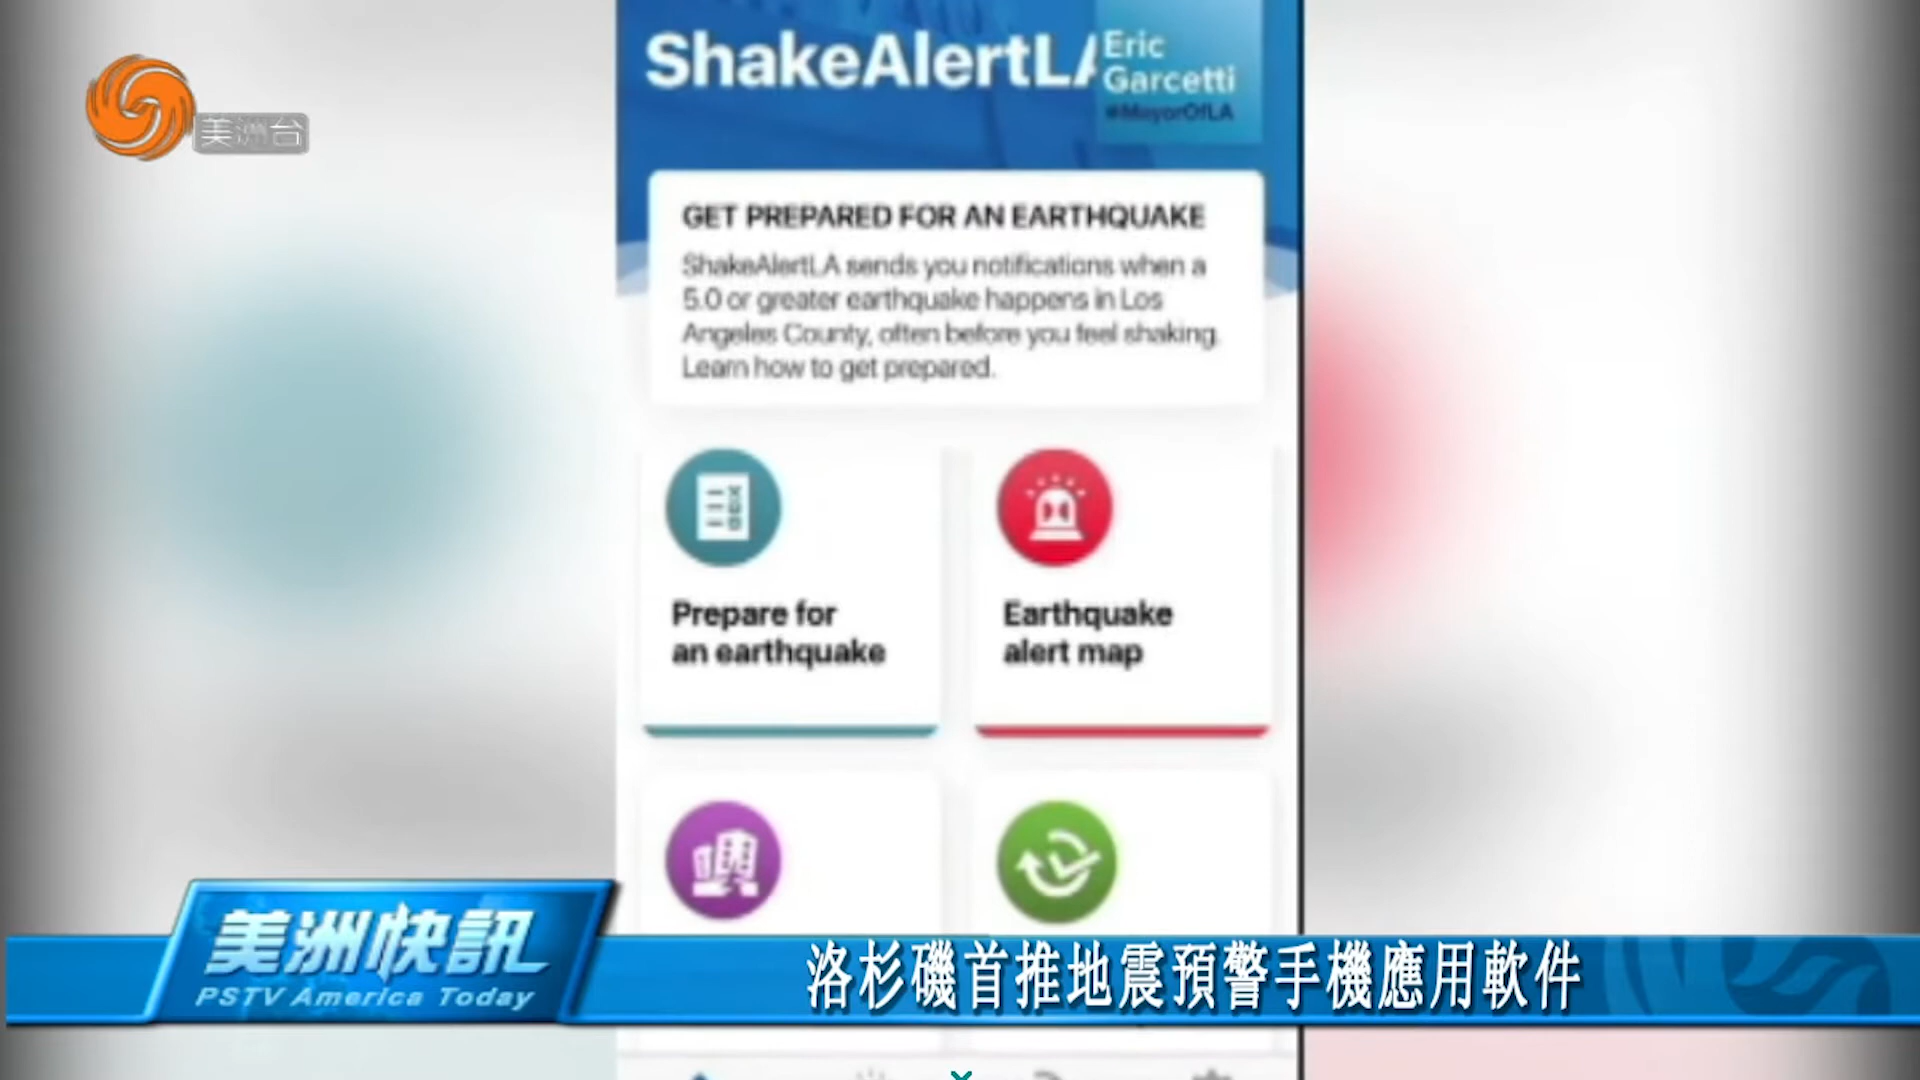 ShakeAlertLA
Eric
Garcetti
#MayorOfLA
美洲台
GET PREPARED FOR AN EARTHQUAKE
ShakeAlertLA sends you notifications when a
5.0 or greater earthquake happens in Los
Angeles County, often before you feel shaking.
Learn how to get prepared.
Prepare for
an earthquake
Earthquake
alert map
美洲快訊
PSTV America Today
洛杉磯首推地震預警手機應用軟件